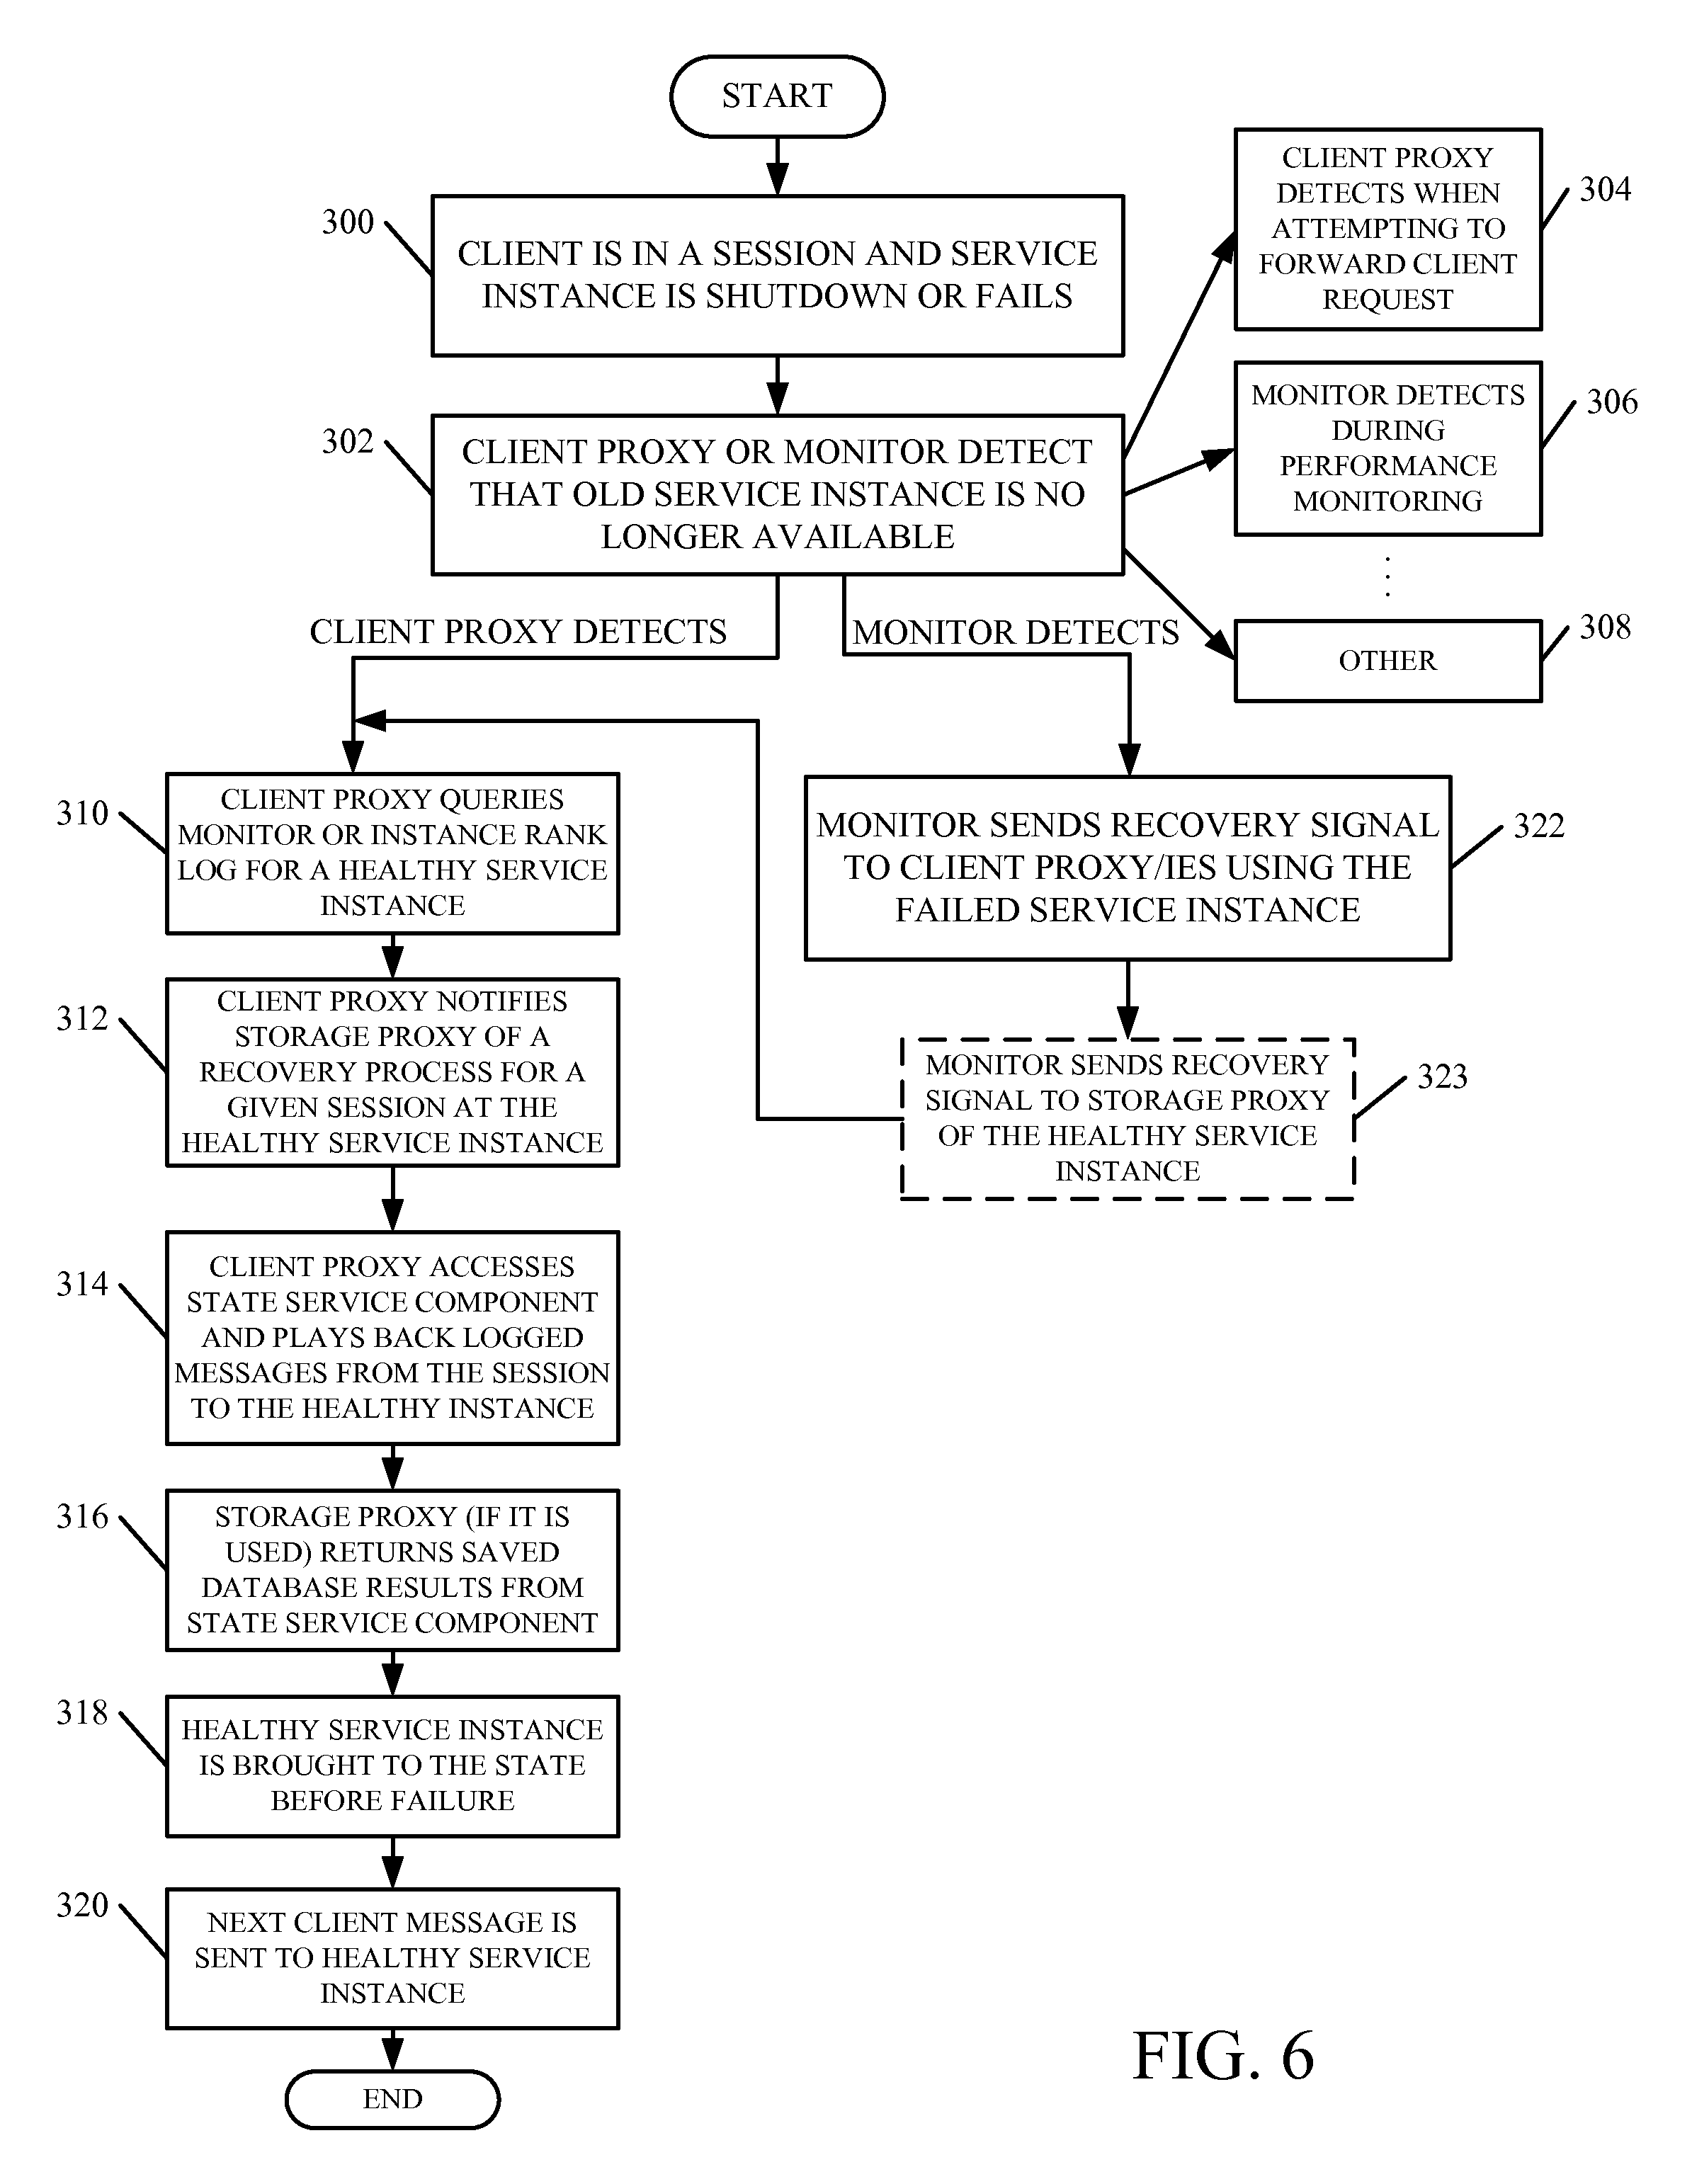 START
300
CLIENT IS IN A SESSION AND SERVICE
INSTANCE IS SHUTDOWN OR FAILS
302
CLIENT PROXY OR MONITOR DETECT
THAT OLD SERVICE INSTANCE IS NO
LONGER AVAILABLE
CLIENT PROXY
DETECTS WHEN
ATTEMPTING TO
FORWARD CLIENT
REQUEST
304
MONITOR DETECTS
DURING
PERFORMANCE
MONITORING
306
OTHER
308
CLIENT PROXY DETECTS
MONITOR DETECTS
310
CLIENT PROXY QUERIES
MONITOR OR INSTANCE RANK
LOG FOR A HEALTHY SERVICE
INSTANCE
312
CLIENT PROXY NOTIFIES
STORAGE PROXY OF A
RECOVERY PROCESS FOR A
GIVEN SESSION AT THE
HEALTHY SERVICE INSTANCE
314
CLIENT PROXY ACCESSES
STATE SERVICE COMPONENT
AND PLAYS BACK LOGGED
MESSAGES FROM THE SESSION
TO THE HEALTHY INSTANCE
316
STORAGE PROXY (IF IT IS
USED) RETURNS SAVED
DATABASE RESULTS FROM
STATE SERVICE COMPONENT
318
HEALTHY SERVICE INSTANCE
IS BROUGHT TO THE STATE
BEFORE FAILURE
320
NEXT CLIENT MESSAGE IS
SENT TO HEALTHY SERVICE
INSTANCE
END
MONITOR SENDS RECOVERY SIGNAL
TO CLIENT PROXY/IES USING THE
FAILED SERVICE INSTANCE
322
MONITOR SENDS RECOVERY
SIGNAL TO STORAGE PROXY
OF THE HEALTHY SERVICE
INSTANCE
323
FIG. 6